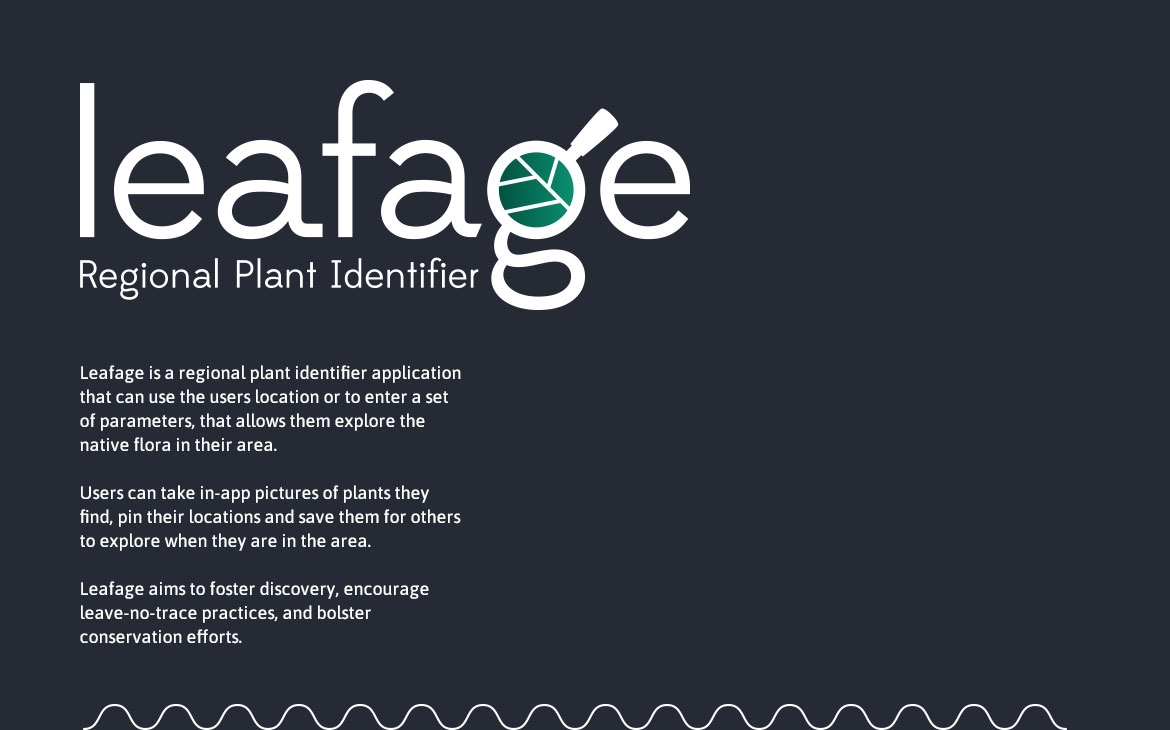 leafage
Regional Plant Identifier
Leafage is a regional plant identifier application
that can use the users location or to enter a set
of parameters, that allows them explore the
native flora in their area.
Users can take in-app pictures of plants they
find, pin their locations and save them for others
to explore when they are in the area.
Leafage aims to foster discovery, encourage
leave-no-trace practices, and bolster
conservation efforts.